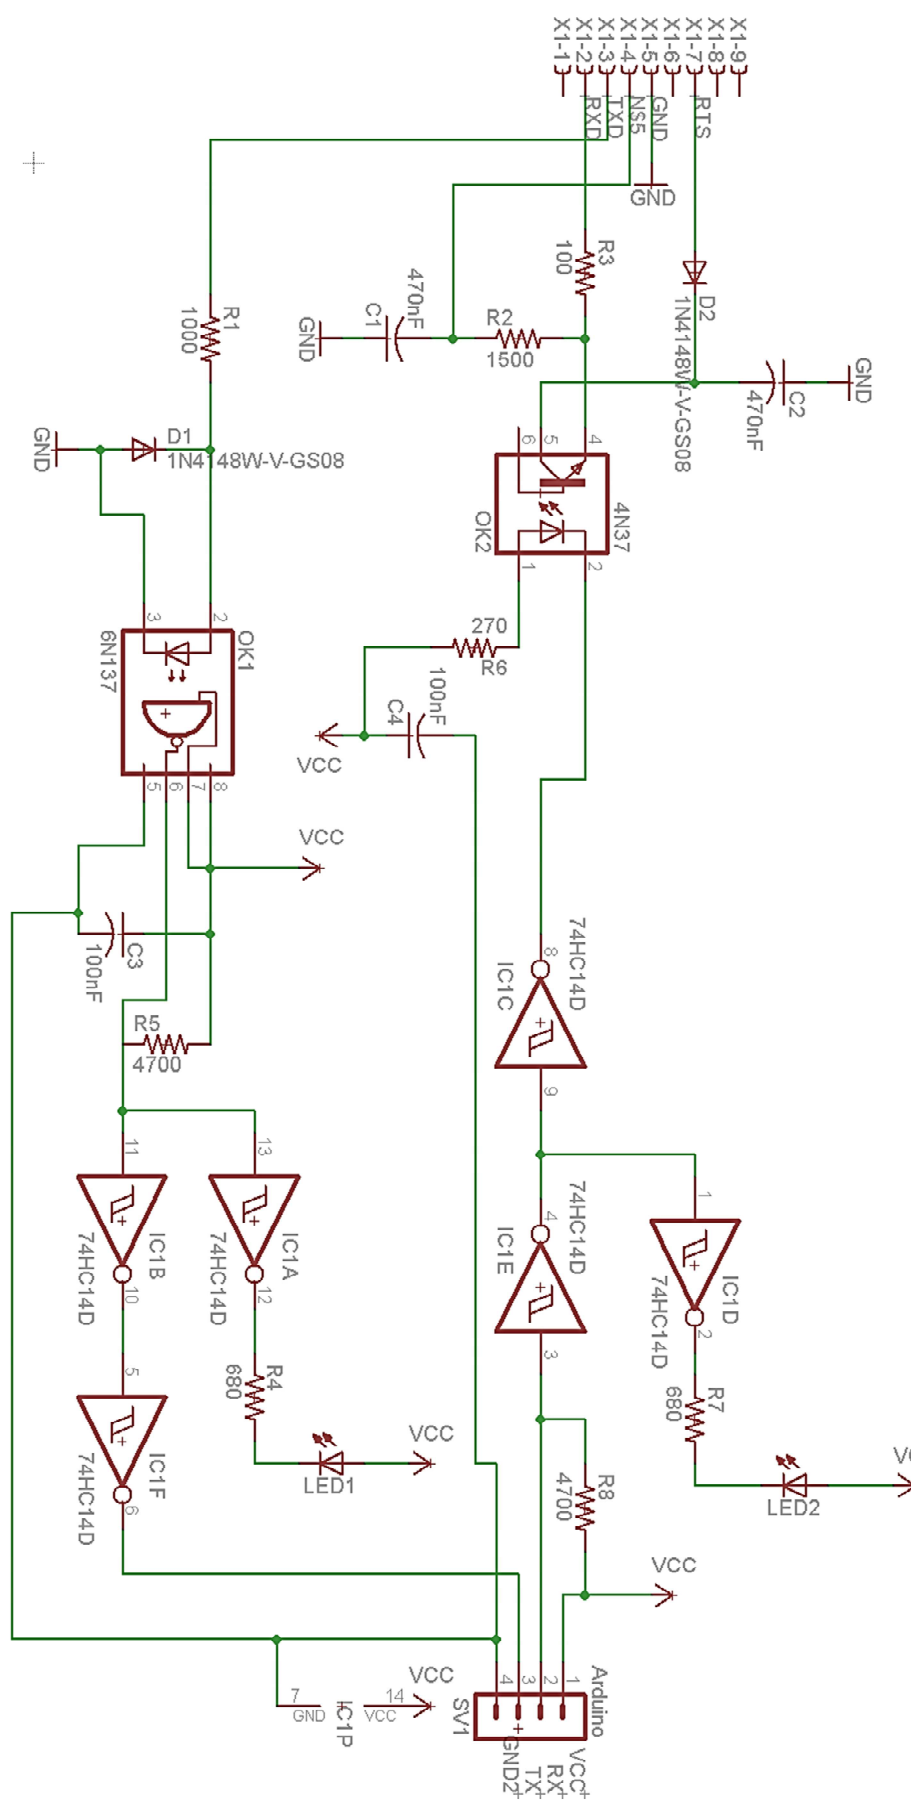 X1-1
X1-2
X1-3
X1-4
X1-5
X1-6
X1-7
X1-8
X1-9
RXD
TXD
N$5
GND
RTS
GND
R3
100
D2
1N4148W-V-GS08
470nF
C1
GND
R2
1500
R1
1000
GND
C2
470nF
D1
1N4148W-V-GS08
GND
6
5
4
4N37
OK2
1
2
3
2
OK1
6N137
270
R6
100nF
C4
VCC
5
6
7
8
VCC
C3
100nF
R5
4700
74HC14D
IC1C
8
9
11
13
IC1B
74HC14D
10
IC1A
74HC14D
12
74HC14D
IC1E
4
3
1
IC1D
74HC14D
2
5
IC1F
74HC14D
6
R4
680
LED1
VCC
R7
680
LED2
VC
R8
4700
VCC
VCC
7
GND
IC1P
14
VCC
4
3
2
1
Arduino
SV1
GND2
TX
RX
VCC